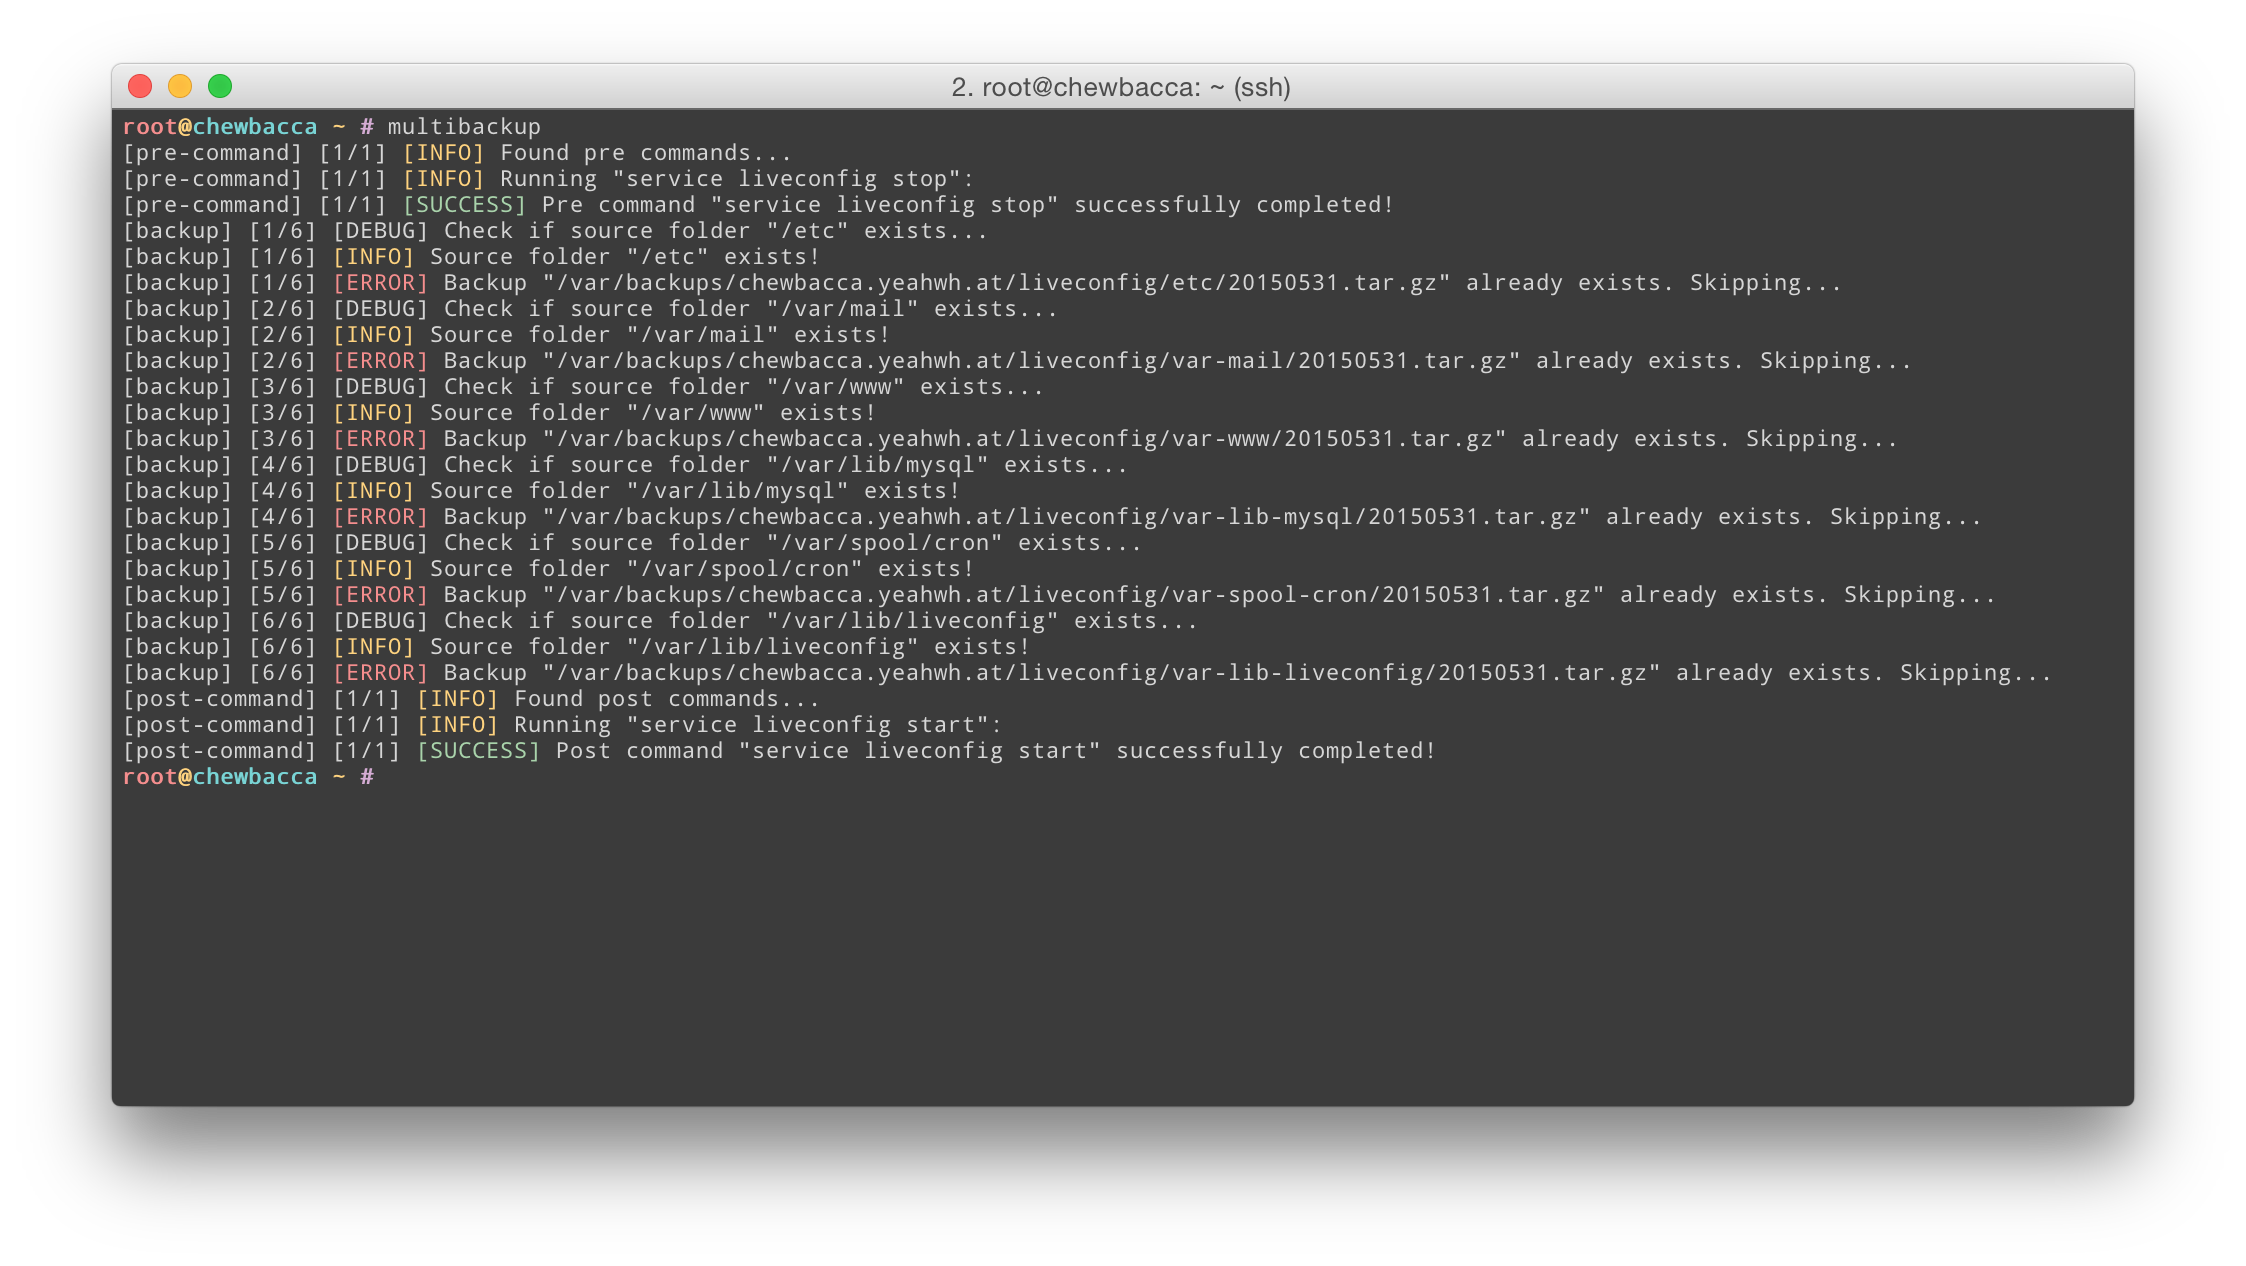 2. root@chewbacca: ~ (ssh)
root@chewbacca ~ # multibackup
[pre-command] [1/1] [INFO] Found pre commands...
[pre-command] [1/1] [INFO] Running "service liveconfig stop":
[pre-command] [1/1] [SUCCESS] Pre command "service liveconfig stop" successfully completed!
[backup] [1/6] [DEBUG] Check if source folder "/etc" exists...
[backup] [1/6] [INFO] Source folder "/etc" exists!
[backup] [1/6] [ERROR] Backup "/var/backups/chewbacca.yeahwh.at/liveconfig/etc/20150531.tar.gz" already exists. Skipping...
[backup] [2/6] [DEBUG] Check if source folder "/var/mail" exists...
[backup] [2/6] [INFO] Source folder "/var/mail" exists!
[backup] [2/6] [ERROR] Backup "/var/backups/chewbacca.yeahwh.at/liveconfig/var-mail/20150531.tar.gz" already exists. Skipping...
[backup] [3/6] [DEBUG] Check if source folder "/var/www" exists...
[backup] [3/6] [INFO] Source folder "/var/www" exists!
[backup] [3/6] [ERROR] Backup "/var/backups/chewbacca.yeahwh.at/liveconfig/var-www/20150531.tar.gz" already exists. Skipping...
[backup] [4/6] [DEBUG] Check if source folder "/var/lib/mysql" exists...
[backup] [4/6] [INFO] Source folder "/var/lib/mysql" exists!
[backup] [4/6] [ERROR] Backup "/var/backups/chewbacca.yeahwh.at/liveconfig/var-lib-mysql/20150531.tar.gz" already exists. Skipping...
[backup] [5/6] [DEBUG] Check if source folder "/var/spool/cron" exists...
[backup] [5/6] [INFO] Source folder "/var/spool/cron" exists!
[backup] [5/6] [ERROR] Backup "/var/backups/chewbacca.yeahwh.at/liveconfig/var-spool-cron/20150531.tar.gz" already exists. Skipping...
[backup] [6/6] [DEBUG] Check if source folder "/var/lib/liveconfig" exists...
[backup] [6/6] [INFO] Source folder "/var/lib/liveconfig" exists!
[backup] [6/6] [ERROR] Backup "/var/backups/chewbacca.yeahwh.at/liveconfig/var-lib-liveconfig/20150531.tar.gz" already exists. Skipping...
[post-command] [1/1] [INFO] Found post commands...
[post-command] [1/1] [INFO] Running "service liveconfig start":
[post-command] [1/1] [SUCCESS] Post command "service liveconfig start" successfully completed!
root@chewbacca ~ #